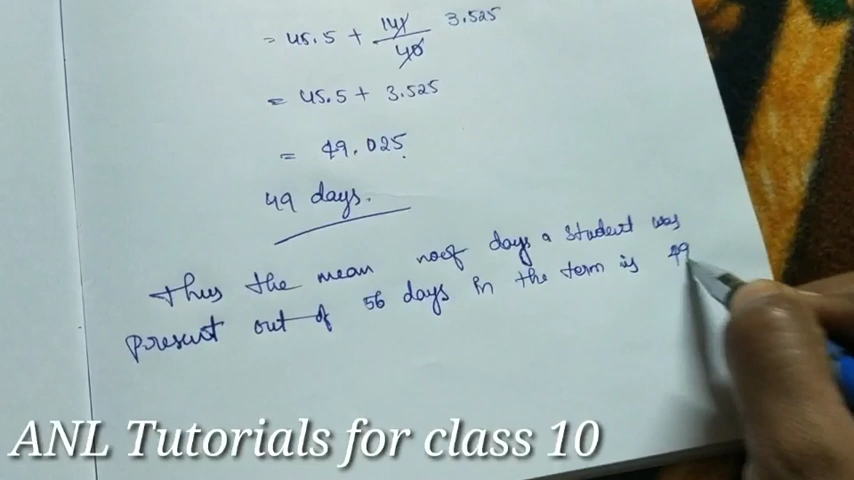 = 45.5 + 141/40 3.525
= 45.5 + 3.525
= 49.025
49 days.
Thus the mean no of days a student was
present out of 56 days in the term is 49
ANL Tutorials for class 10